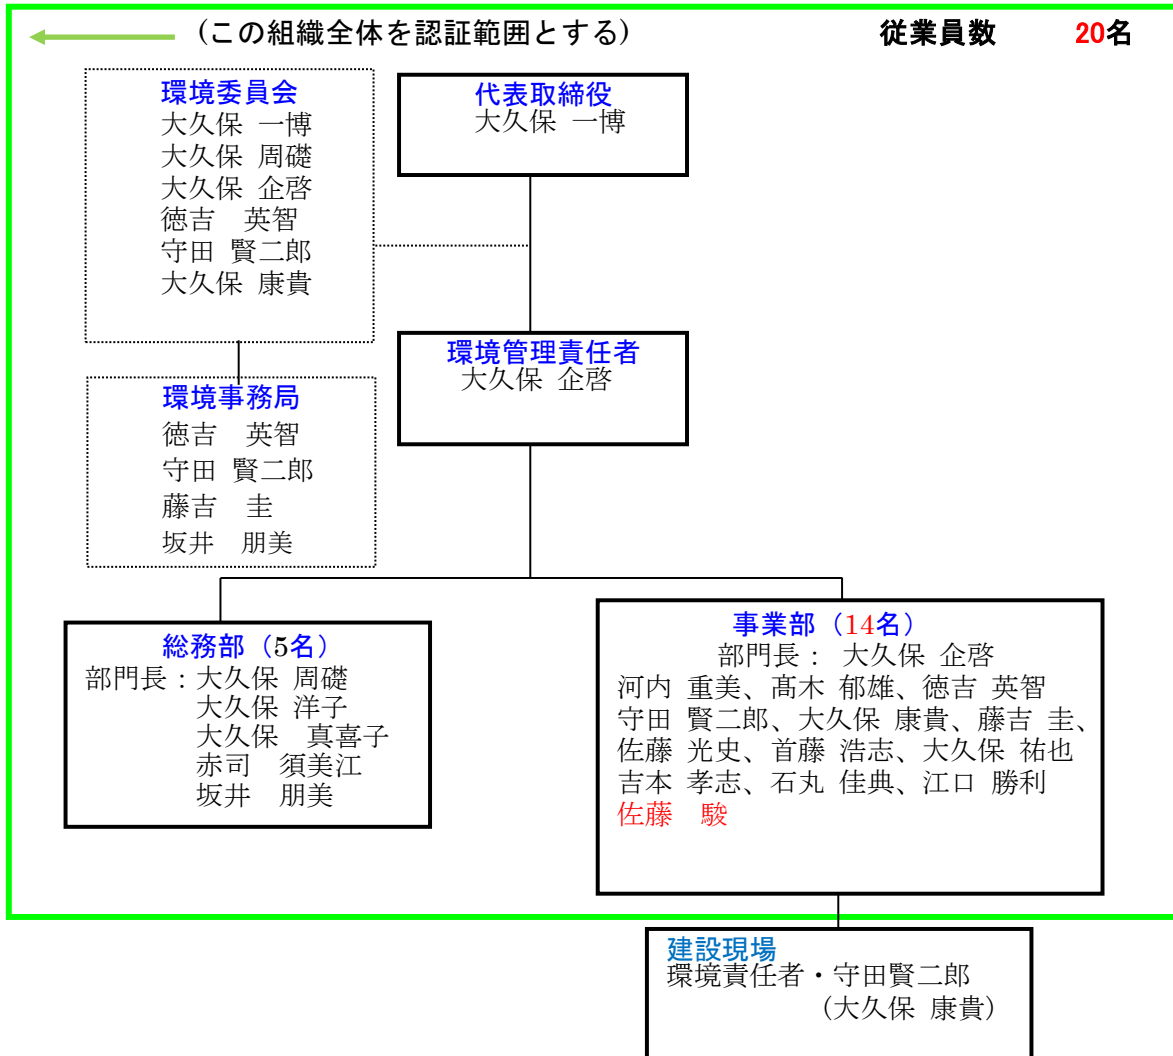 (この組織全体を認証範囲とする)
従業員数 20名
環境委員会
大久保 一博
大久保 周礎
大久保 企啓
徳吉 英智
守田 賢二郎
大久保 康貴
代表取締役
大久保 一博
環境管理責任者
大久保 企啓
環境事務局
徳吉 英智
守田 賢二郎
藤吉 圭
坂井 朋美
総務部（5名）
部門長：大久保 周礎
大久保 洋子
大久保 真喜子
赤司 須美江
坂井 朋美
事業部（14名）
部門長： 大久保 企啓
河内 重美、髙木 郁雄、徳吉 英智
守田 賢二郎、大久保 康貴、藤吉 圭、
佐藤 光史、首藤 浩志、大久保 祐也
吉本 孝志、石丸 佳典、江口 勝利
佐藤 駿
建設現場
環境責任者・守田賢二郎
（大久保 康貴）